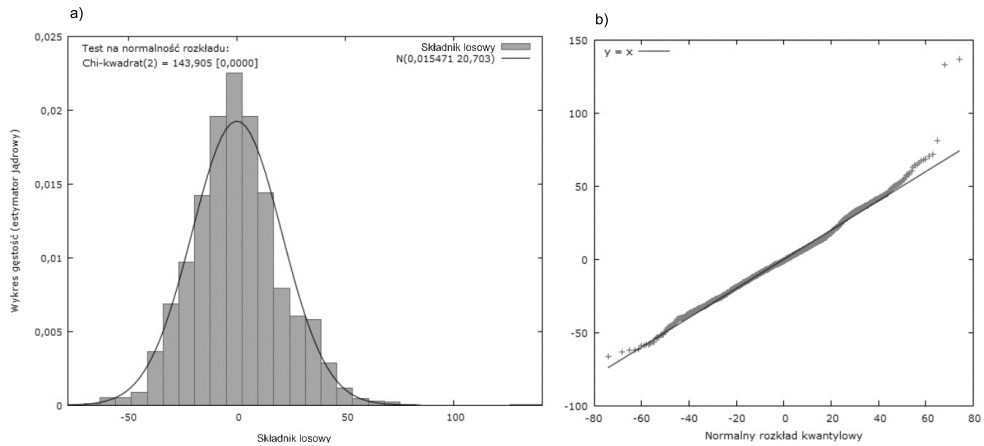 a)
Test na normalność rozkładu:
Chi-kwadrat(2) = 143,905 [0,0000]
Składnik losowy
N(0,015471 20,703)
Wykres gęstość (estymator jądrowy)
0,025
0,02
0,015
0,01
0,005
0
-50
0
50
100
Składnik losowy
b)
y = x
150
100
50
0
-50
-100
-80
-60
-40
-20
0
20
40
60
80
Normalny rozkład kwantylowy